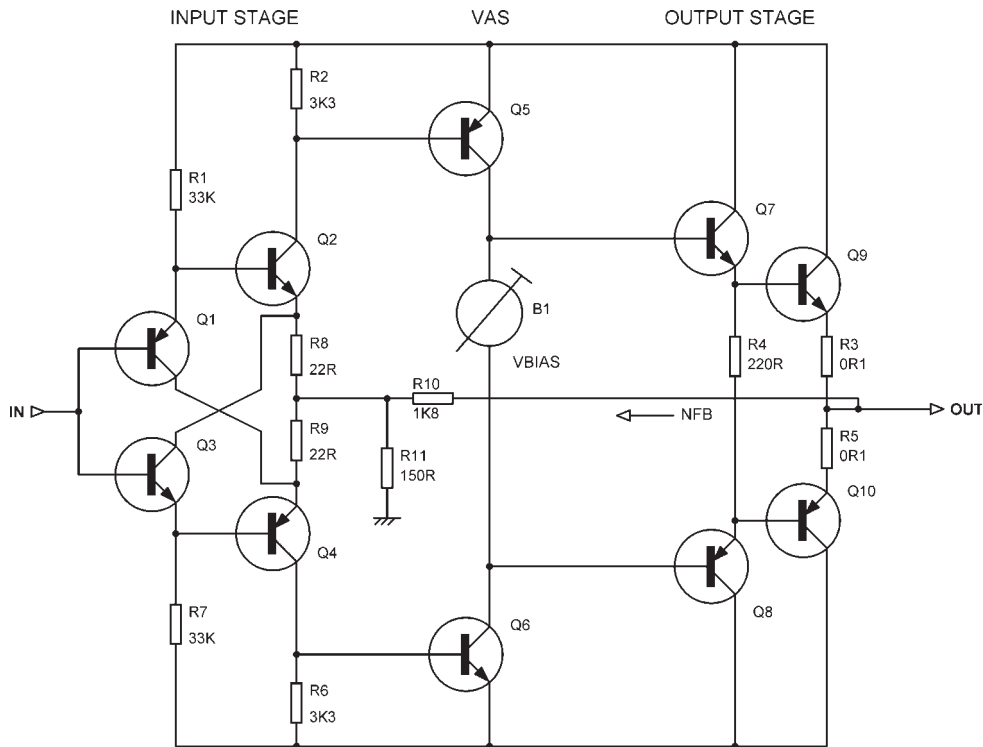 INPUT STAGE
VAS
OUTPUT STAGE
R2
3K3
Q5
R1
33K
Q7
Q2
Q9
B1
Q1
R8
22R
R4
220R
R3
0R1
VBIAS
R10
1K8
IN
OUT
NFB
R9
22R
Q3
R5
0R1
R11
150R
Q10
Q4
Q8
R7
33K
Q6
R6
3K3